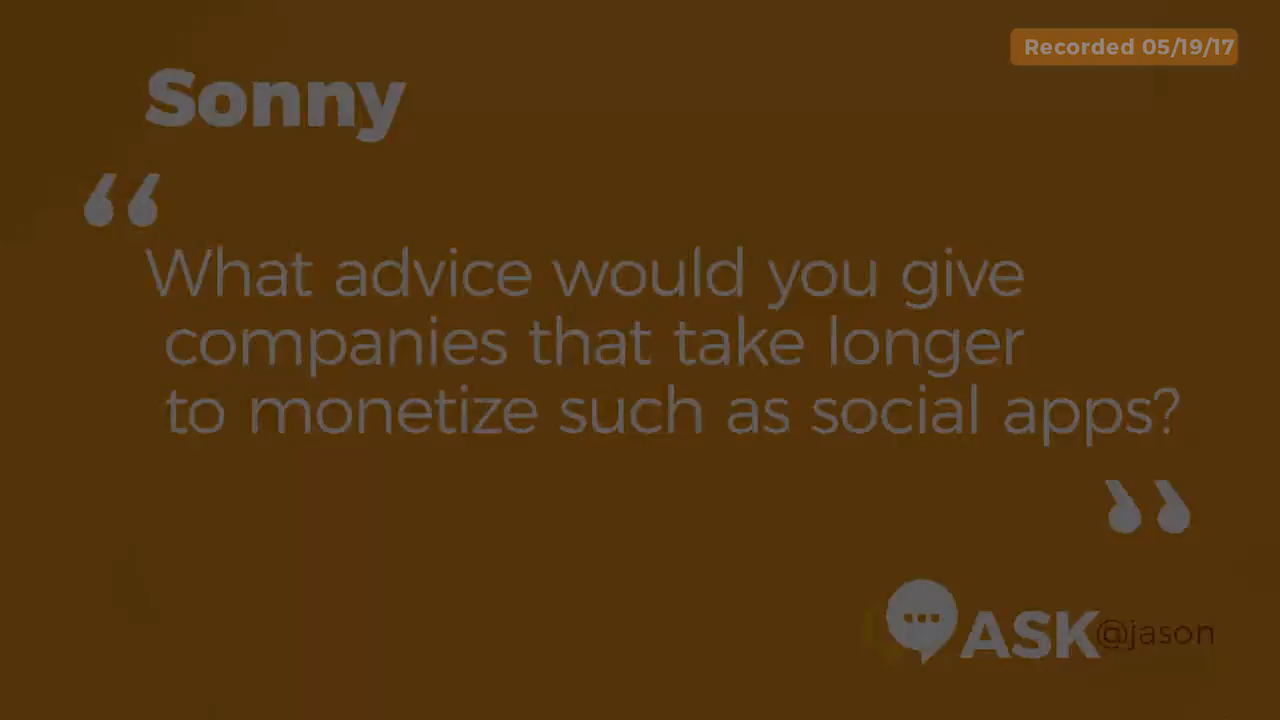 Recorded 05/19/17
Sonny
“
What advice would you give
companies that take longer
to monetize such as social apps?
”
ASK@jason